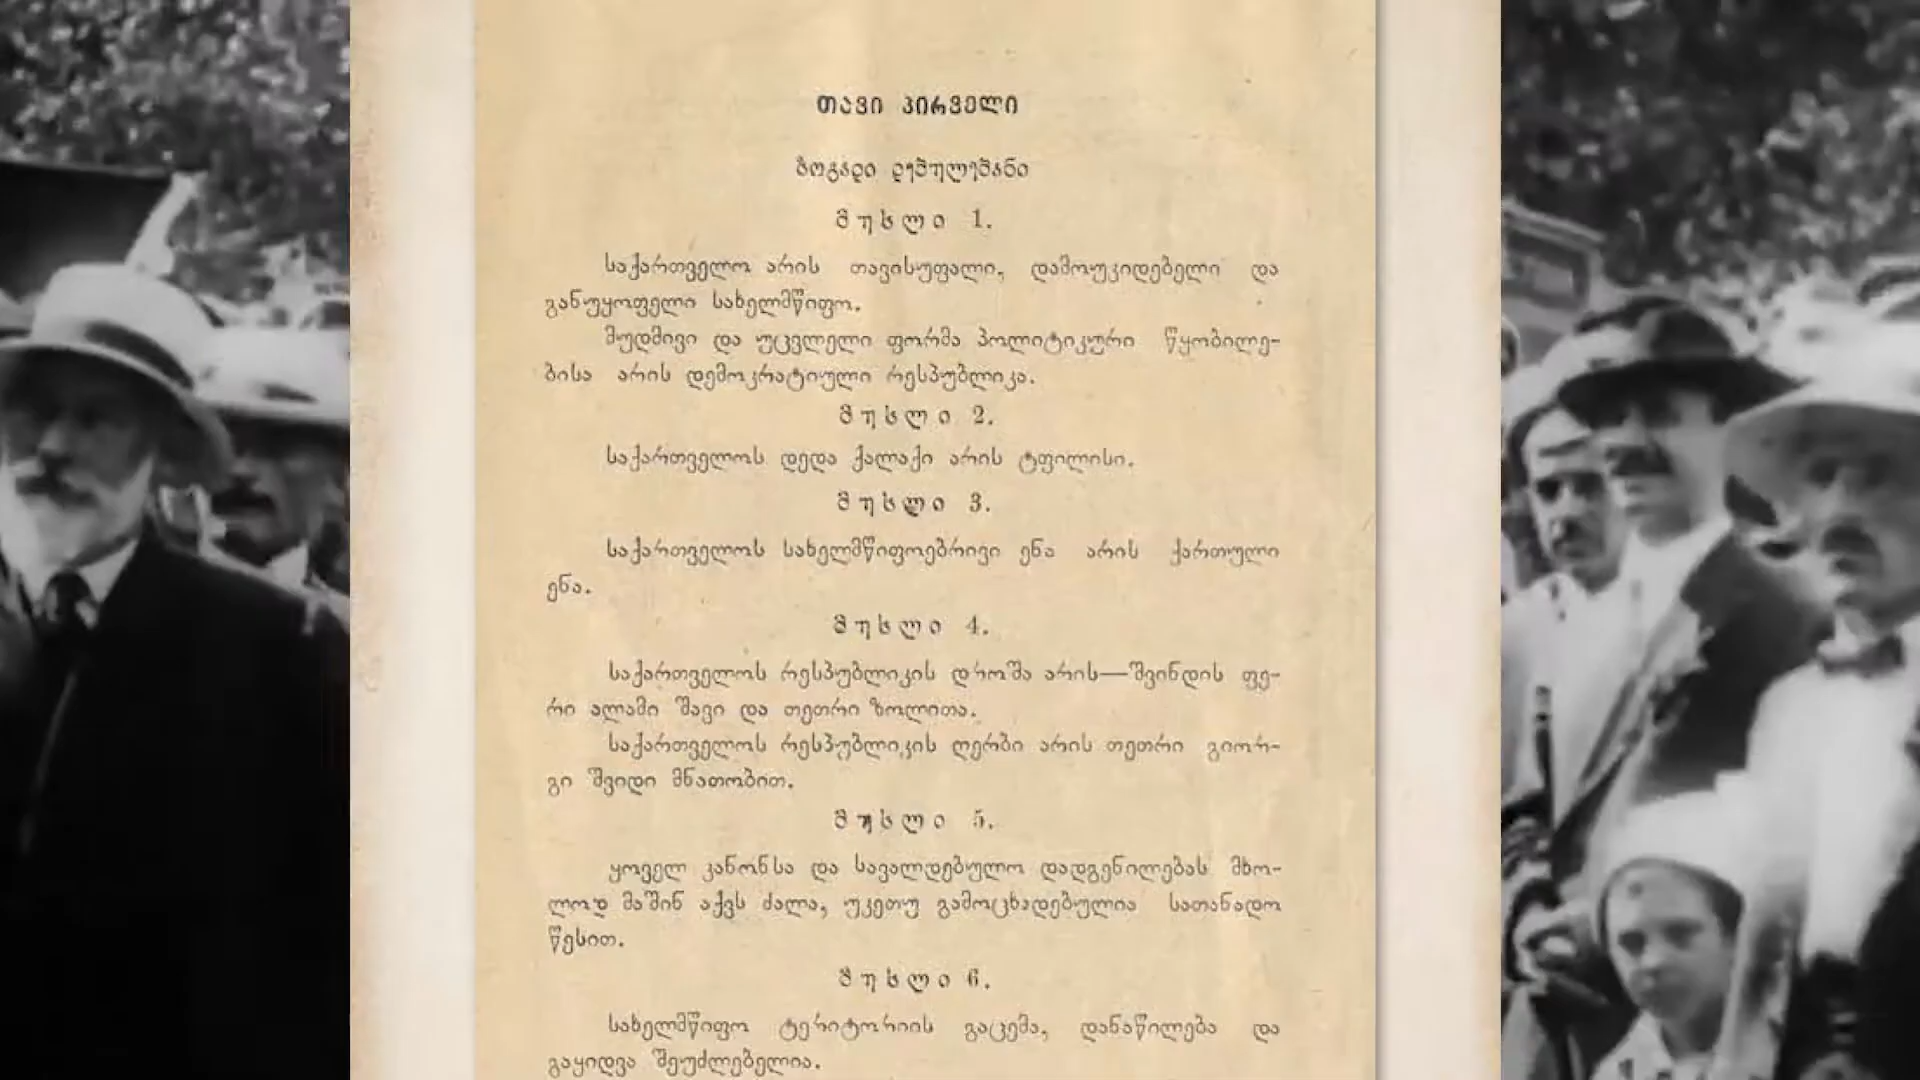 თავი პირველი
ზოგადი დებულებანი
მუხლი 1.
საქართველო არის თავისუფალი, დამოუკიდებელი და
განუყოფელი სახელმწიფო.
მუდმივი და უცვლელი ფორმა პოლიტიკური წყობილე-
ბისა არის დემოკრატიული რესპუბლიკა.
მუხლი 2.
საქართველოს დედა ქალაქი არის ტფილისი.
მუხლი 3.
საქართველოს სახელმწიფოებრივი ენა არის ქართული
ენა.
მუხლი 4.
საქართველოს რესპუბლიკის დროშა არის—შვინდის ფე-
რი ალამი შავი და თეთრი ზოლითა.
საქართველოს რესპუბლიკის ღერბი არის თეთრი გიორ-
გი შვიდი მნათობით.
მუხლი 5.
ყოველ კანონსა და სავალდებულო დადგენილებას მხო-
ლოდ მაშინ აქვს ძალა, უკეთუ გამოცხადებულია სათანადო
წესით.
მუხლი 6.
სახელმწიფო ტერიტორიის გაცემა, დანაწილება და
გაყიდვა შეუძლებელია.